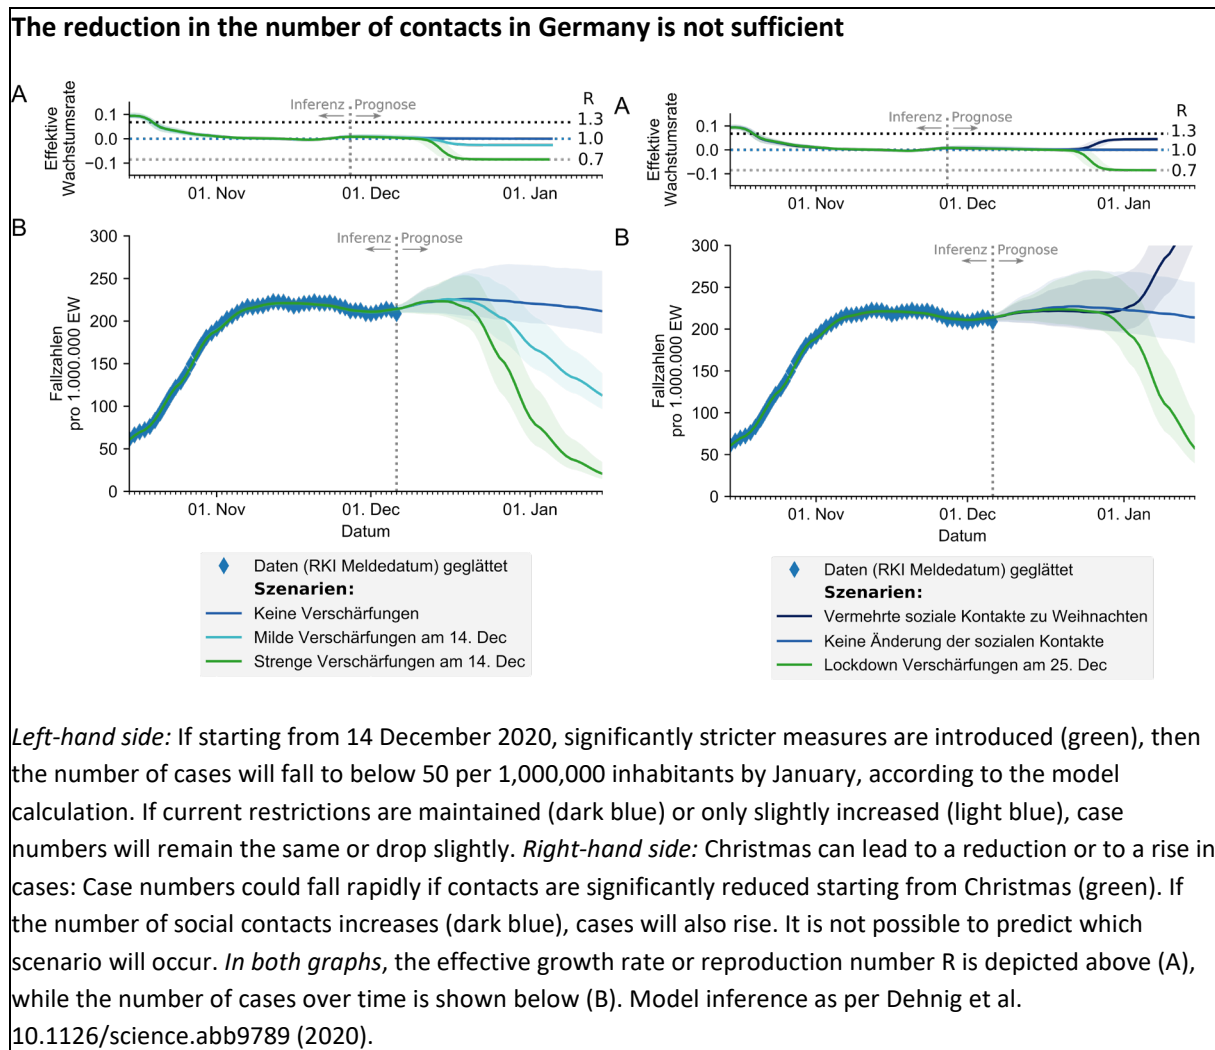 The reduction in the number of contacts in Germany is not sufficient
A
Effektive
Wachstumsrate
0.1
0.0
−0.1
Inferenz
Prognose
R
1.3
1.0
0.7
01. Nov
01. Dec
01. Jan
B
Fallzahlen
pro 1.000.000 EW
300
250
200
150
100
50
0
Inferenz
Prognose
01. Nov
01. Dec
01. Jan
Datum
Daten (RKI Meldedatum) geglättet
Szenarien:
Keine Verschärfungen
Milde Verschärfungen am 14. Dec
Strenge Verschärfungen am 14. Dec
A
Effektive
Wachstumsrate
0.1
0.0
−0.1
Inferenz
Prognose
R
1.3
1.0
0.7
01. Nov
01. Dec
01. Jan
B
Fallzahlen
pro 1.000.000 EW
300
250
200
150
100
50
0
Inferenz
Prognose
01. Nov
01. Dec
01. Jan
Datum
Daten (RKI Meldedatum) geglättet
Szenarien:
Vermehrte soziale Kontakte zu Weihnachten
Keine Änderung der sozialen Kontakte
Lockdown Verschärfungen am 25. Dec
Left-hand side: If starting from 14 December 2020, significantly stricter measures are introduced (green), then
the number of cases will fall to below 50 per 1,000,000 inhabitants by January, according to the model
calculation. If current restrictions are maintained (dark blue) or only slightly increased (light blue), case
numbers will remain the same or drop slightly. Right-hand side: Christmas can lead to a reduction or to a rise in
cases: Case numbers could fall rapidly if contacts are significantly reduced starting from Christmas (green). If
the number of social contacts increases (dark blue), cases will also rise. It is not possible to predict which
scenario will occur. In both graphs, the effective growth rate or reproduction number R is depicted above (A),
while the number of cases over time is shown below (B). Model inference as per Dehnig et al.
10.1126/science.abb9789 (2020).